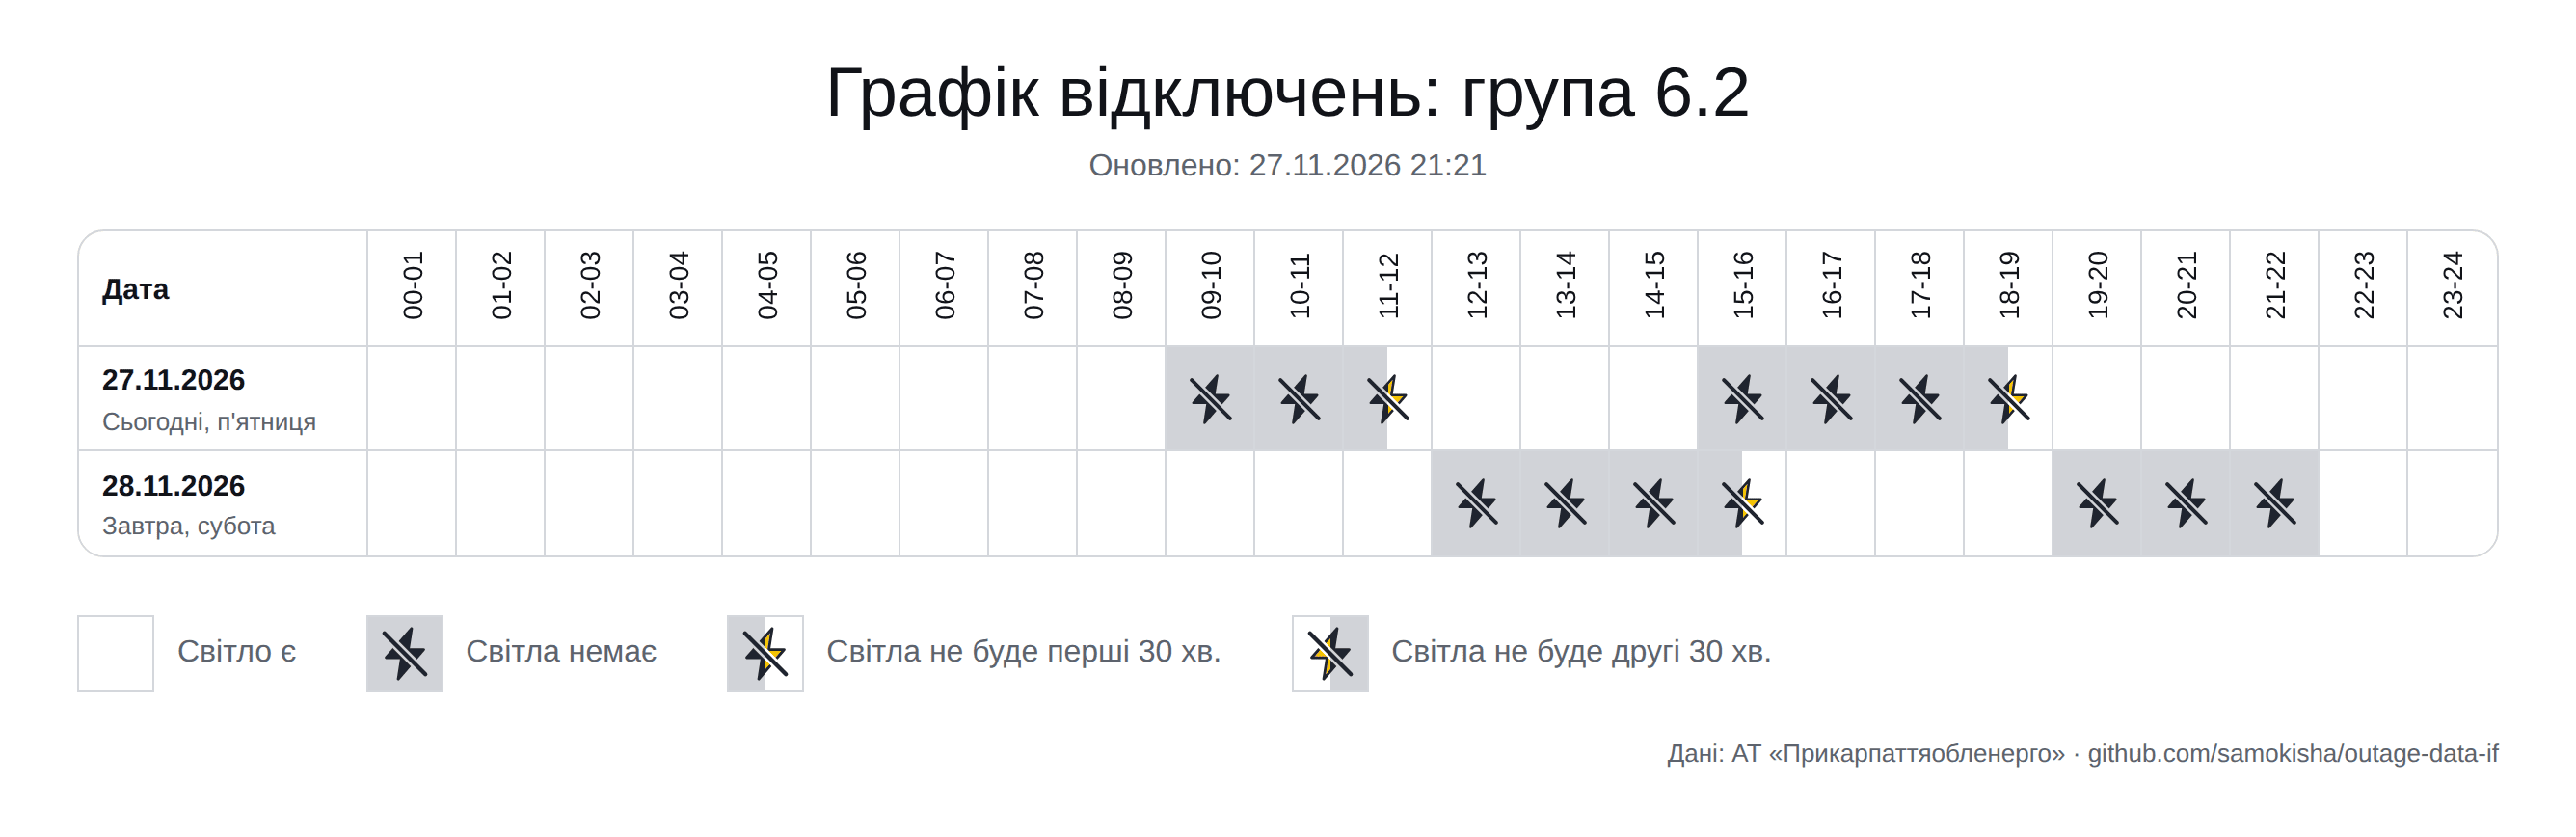 Графік відключень: група 6.2
Оновлено: 27.11.2026 21:21
Дата 00-01 01-02 02-03 03-04 04-05 05-06 06-07 07-08 08-09 09-10 10-11 11-12 12-13 13-14 14-15 15-16 16-17 17-18 18-19 19-20 20-21 21-22 22-23 23-24
27.11.2026
Сьогодні, п'ятниця
28.11.2026
Завтра, субота
Світло є Світла немає Світла не буде перші 30 хв. Світла не буде другі 30 хв.
Дані: АТ «Прикарпаттяобленерго» · github.com/samokisha/outage-data-if